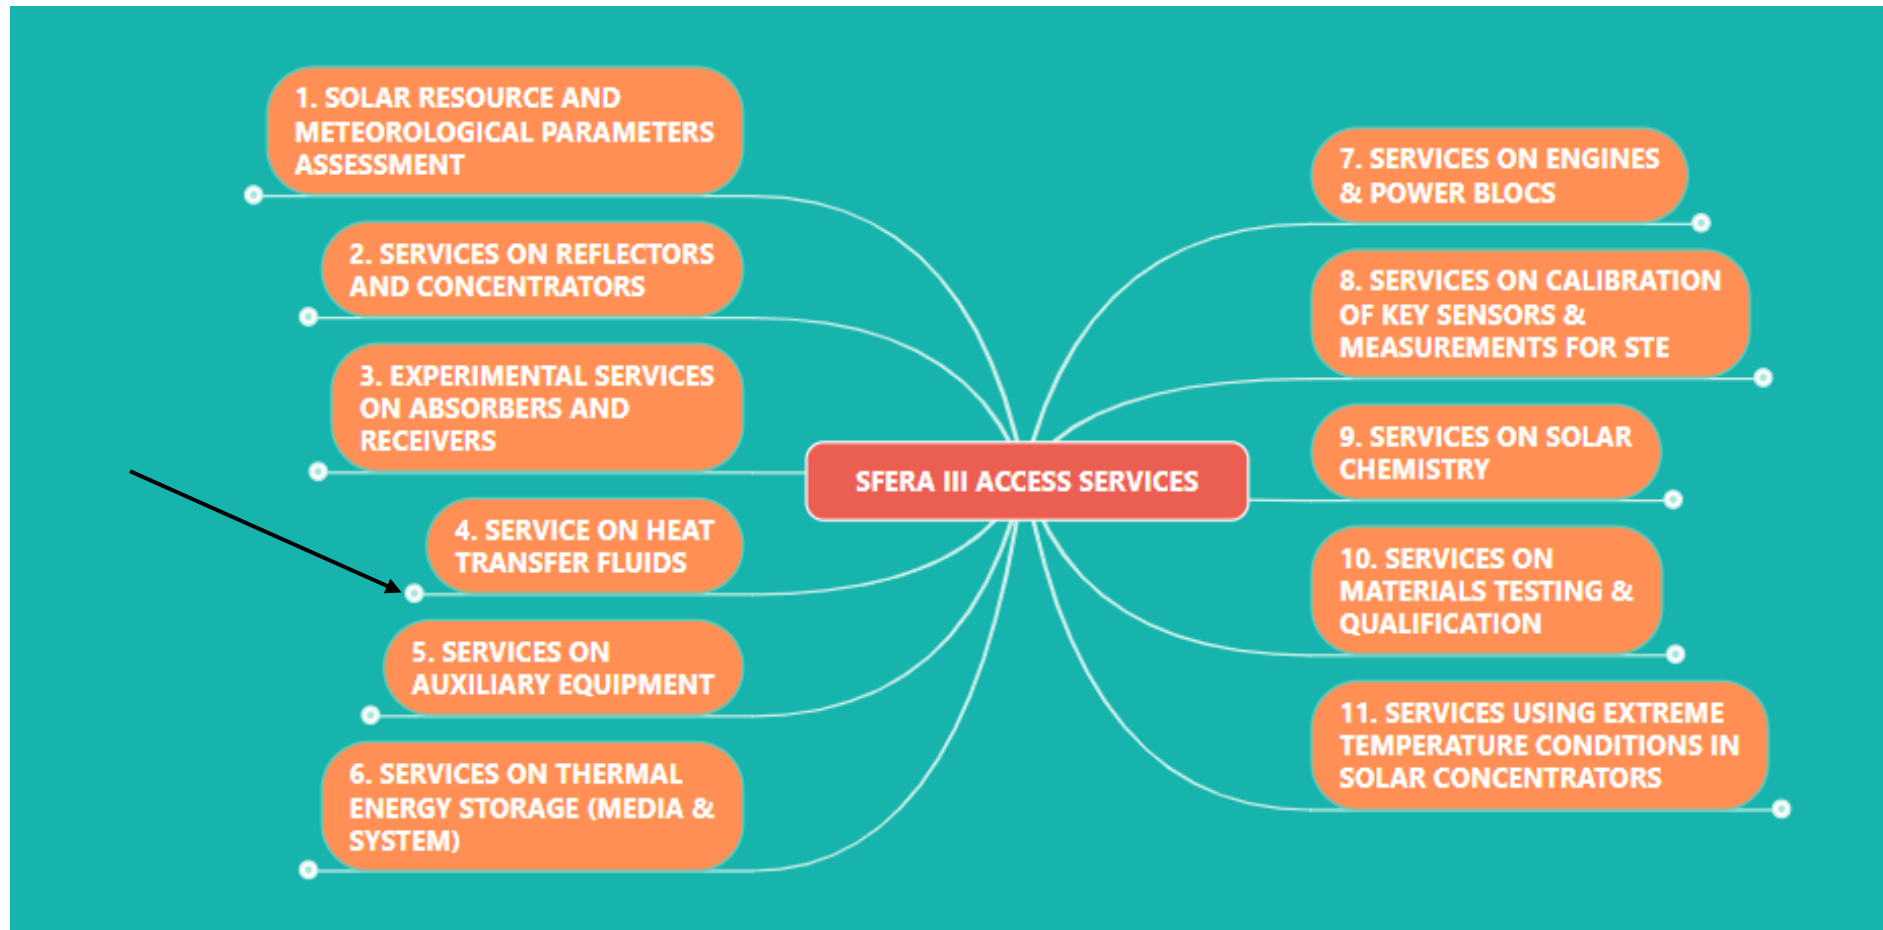 1. SOLAR RESOURCE AND
METEOROLOGICAL PARAMETERS
ASSESSMENT
2. SERVICES ON REFLECTORS
AND CONCENTRATORS
3. EXPERIMENTAL SERVICES
ON ABSORBERS AND
RECEIVERS
4. SERVICE ON HEAT
TRANSFER FLUIDS
5. SERVICES ON
AUXILIARY EQUIPMENT
6. SERVICES ON THERMAL
ENERGY STORAGE (MEDIA &
SYSTEM)
SFERA III ACCESS SERVICES
7. SERVICES ON ENGINES
& POWER BLOCS
8. SERVICES ON CALIBRATION
OF KEY SENSORS &
MEASUREMENTS FOR STE
9. SERVICES ON SOLAR
CHEMISTRY
10. SERVICES ON
MATERIALS TESTING &
QUALIFICATION
11. SERVICES USING EXTREME
TEMPERATURE CONDITIONS IN
SOLAR CONCENTRATORS